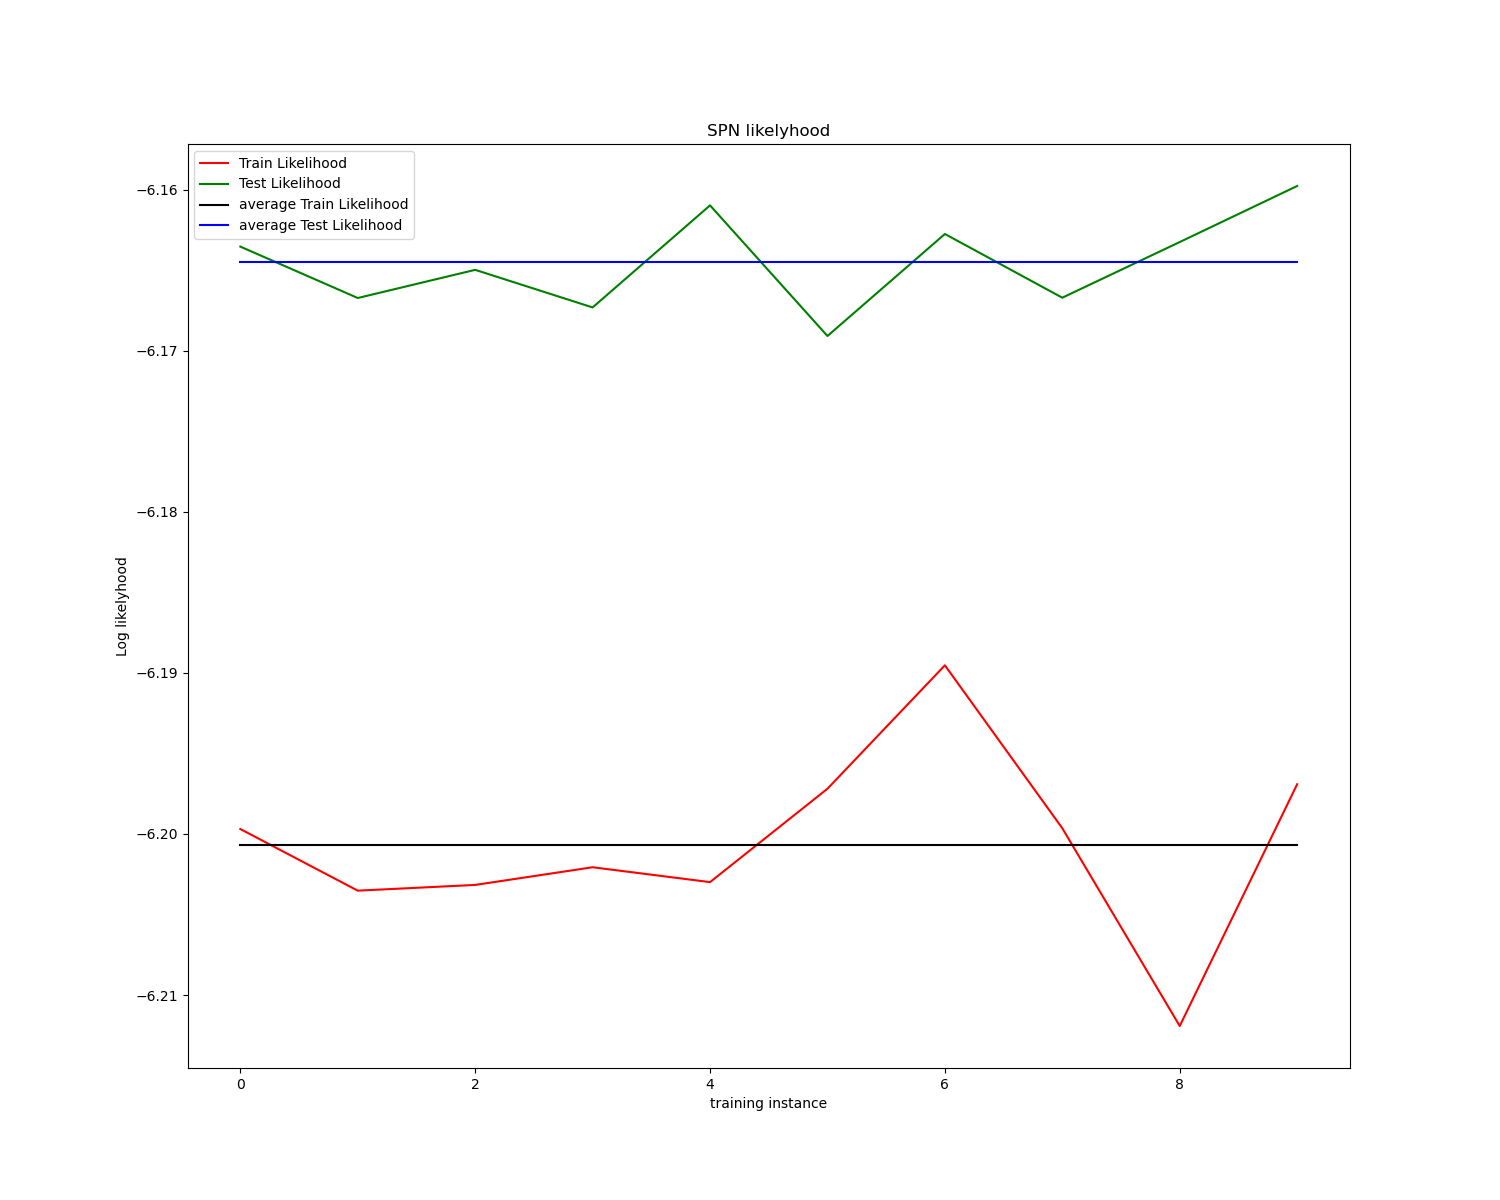 SPN likelyhood
Train Likelihood
Test Likelihood
average Train Likelihood
average Test Likelihood
−6.16
−6.17
−6.18
−6.19
−6.20
−6.21
Log likelyhood
0 2 4 6 8
training instance